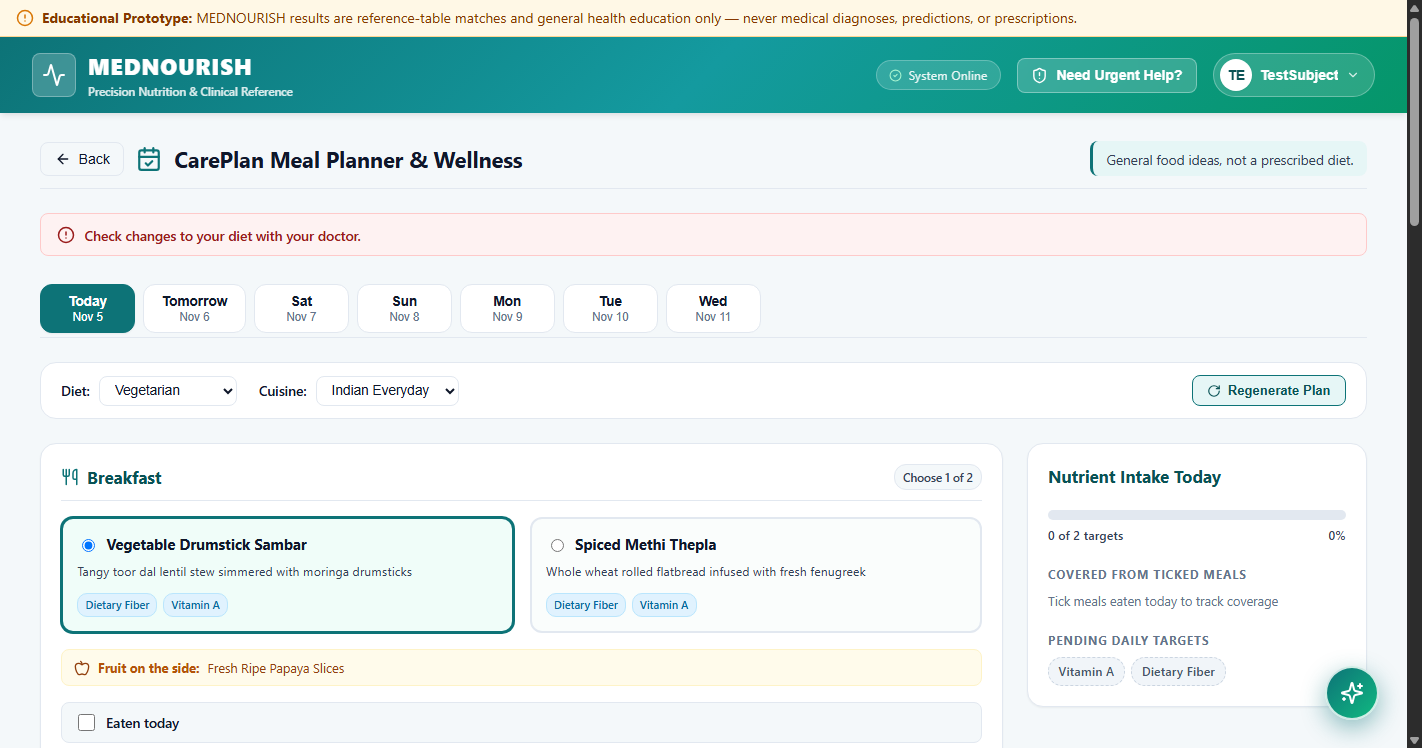 Educational Prototype: MEDNOURISH results are reference-table matches and general health education only — never medical diagnoses, predictions, or prescriptions.
MEDNOURISH
Precision Nutrition & Clinical Reference
System Online
Need Urgent Help?
TE
TestSubject
Back
CarePlan Meal Planner & Wellness
General food ideas, not a prescribed diet.
Check changes to your diet with your doctor.
Today
Nov 5
Tomorrow
Nov 6
Sat
Nov 7
Sun
Nov 8
Mon
Nov 9
Tue
Nov 10
Wed
Nov 11
Diet:
Vegetarian
Cuisine:
Indian Everyday
Regenerate Plan
Breakfast
Choose 1 of 2
Vegetable Drumstick Sambar
Tangy toor dal lentil stew simmered with moringa drumsticks
Dietary Fiber
Vitamin A
Spiced Methi Thepla
Whole wheat rolled flatbread infused with fresh fenugreek
Dietary Fiber
Vitamin A
Fruit on the side: Fresh Ripe Papaya Slices
Eaten today
Nutrient Intake Today
0 of 2 targets
0%
COVERED FROM TICKED MEALS
Tick meals eaten today to track coverage
PENDING DAILY TARGETS
Vitamin A
Dietary Fiber